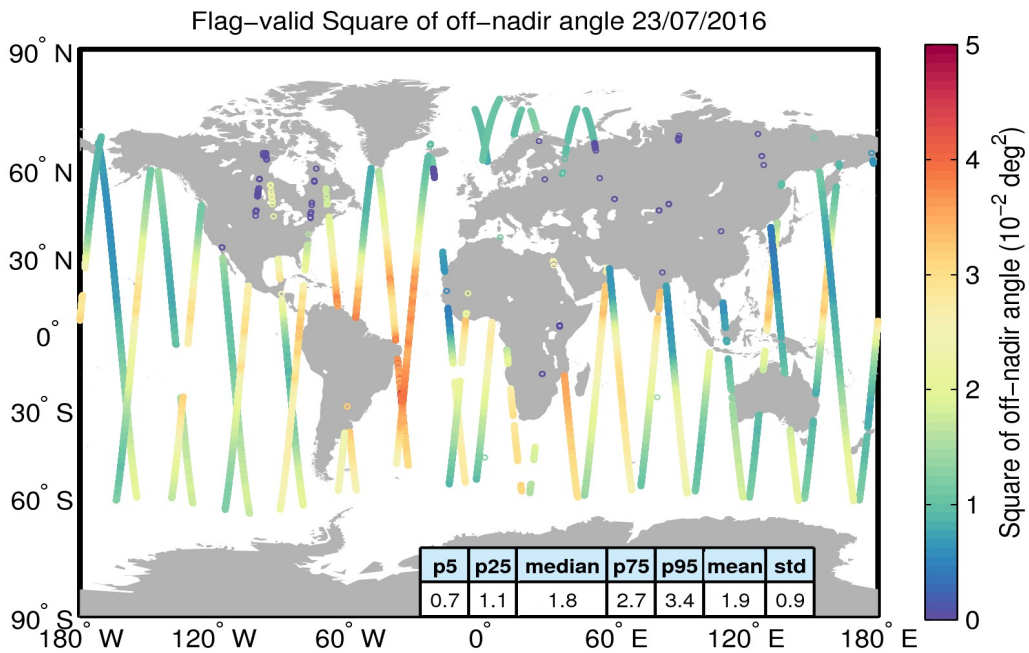 Flag−valid Square of off−nadir angle 23/07/2016
90° N
60° N
30° N
0°
30° S
60° S
90° S
180° W
120° W
60° W
0°
60° E
120° E
180° E
p5 p25 median p75 p95 mean std
0.7 1.1 1.8 2.7 3.4 1.9 0.9
5
4
3
2
1
0
Square of off−nadir angle (10⁻² deg²)